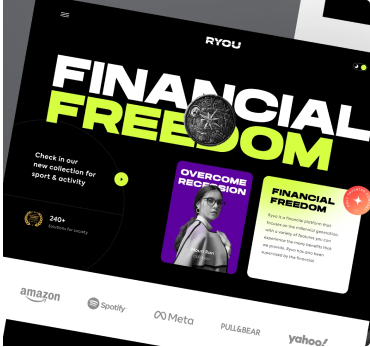 RYOU
FINANCIAL
FREEDOM
Check in our
new collection for
sport & activity
240+
Solutions for society
OVERCOME
RECESSION
FINANCIAL
FREEDOM
Ryou is a financial platform that
focuses on the millennial generation
with a variety of features you can
experience the many benefits that
we provide. Ryou has also been
supervised by the financial.
amazon
Spotify
Meta
PULL&BEAR
yahoo!